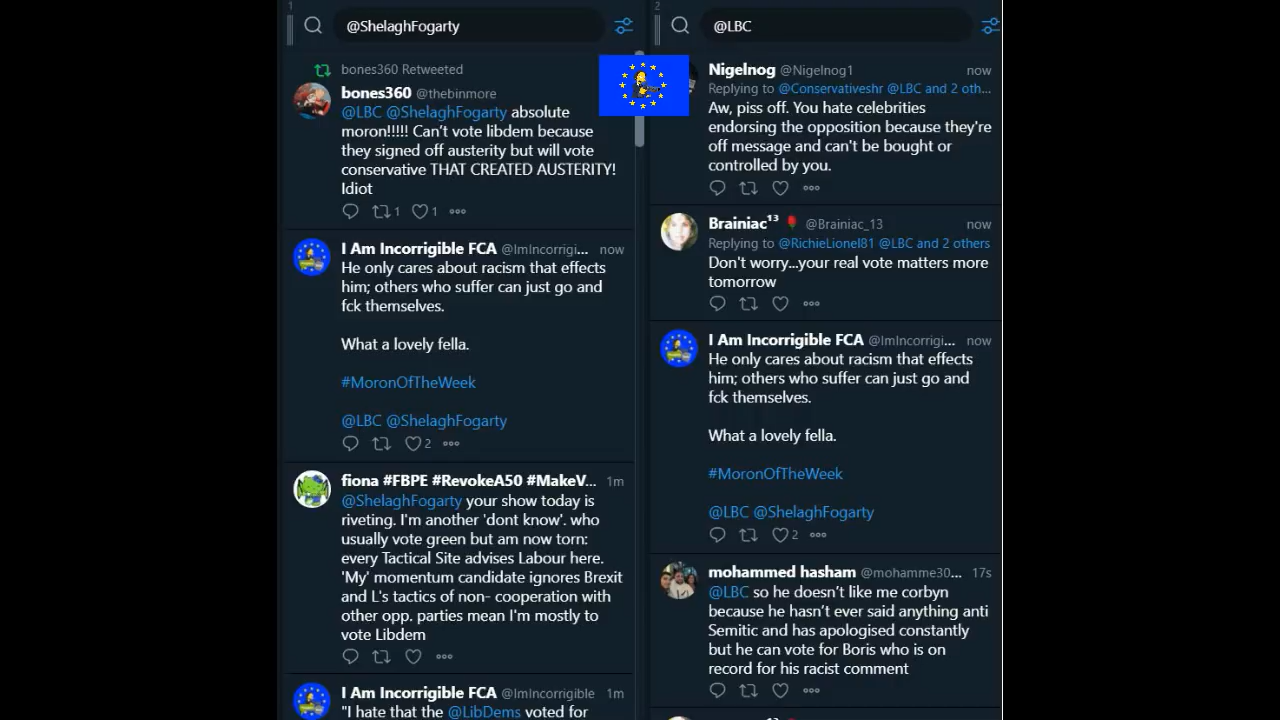 1
@ShelaghFogarty
bones360 Retweeted
bones360 @thebinmore
@LBC @ShelaghFogarty absolute
moron!!!!! Can't vote libdem because
they signed off austerity but will vote
conservative THAT CREATED AUSTERITY!
Idiot
1 1
I Am Incorrigible FCA @ImIncorrigi... now
He only cares about racism that effects
him; others who suffer can just go and
fck themselves.
What a lovely fella.
#MoronOfTheWeek
@LBC @ShelaghFogarty
2
fiona #FBPE #RevokeA50 #MakeV... 1m
@ShelaghFogarty your show today is
riveting. I'm another 'dont know'. who
usually vote green but am now torn:
every Tactical Site advises Labour here.
'My' momentum candidate ignores Brexit
and L's tactics of non- cooperation with
other opp. parties mean I'm mostly to
vote Libdem
I Am Incorrigible FCA @ImIncorrigible 1m
"I hate that the @LibDems voted for
2
@LBC
Nigelnog @Nigelnog1 now
Replying to @Conservativeshr @LBC and 2 oth...
Aw, piss off. You hate celebrities
endorsing the opposition because they're
off message and can't be bought or
controlled by you.
Brainiac¹³ 🌹 @Brainiac_13 now
Replying to @RichieLionel81 @LBC and 2 others
Don't worry...your real vote matters more
tomorrow
I Am Incorrigible FCA @ImIncorrigi... now
He only cares about racism that effects
him; others who suffer can just go and
fck themselves.
What a lovely fella.
#MoronOfTheWeek
@LBC @ShelaghFogarty
2
mohammed hasham @mohamme30... 17s
@LBC so he doesn't like me corbyn
because he hasn't ever said anything anti
Semitic and has apologised constantly
but he can vote for Boris who is on
record for his racist comment